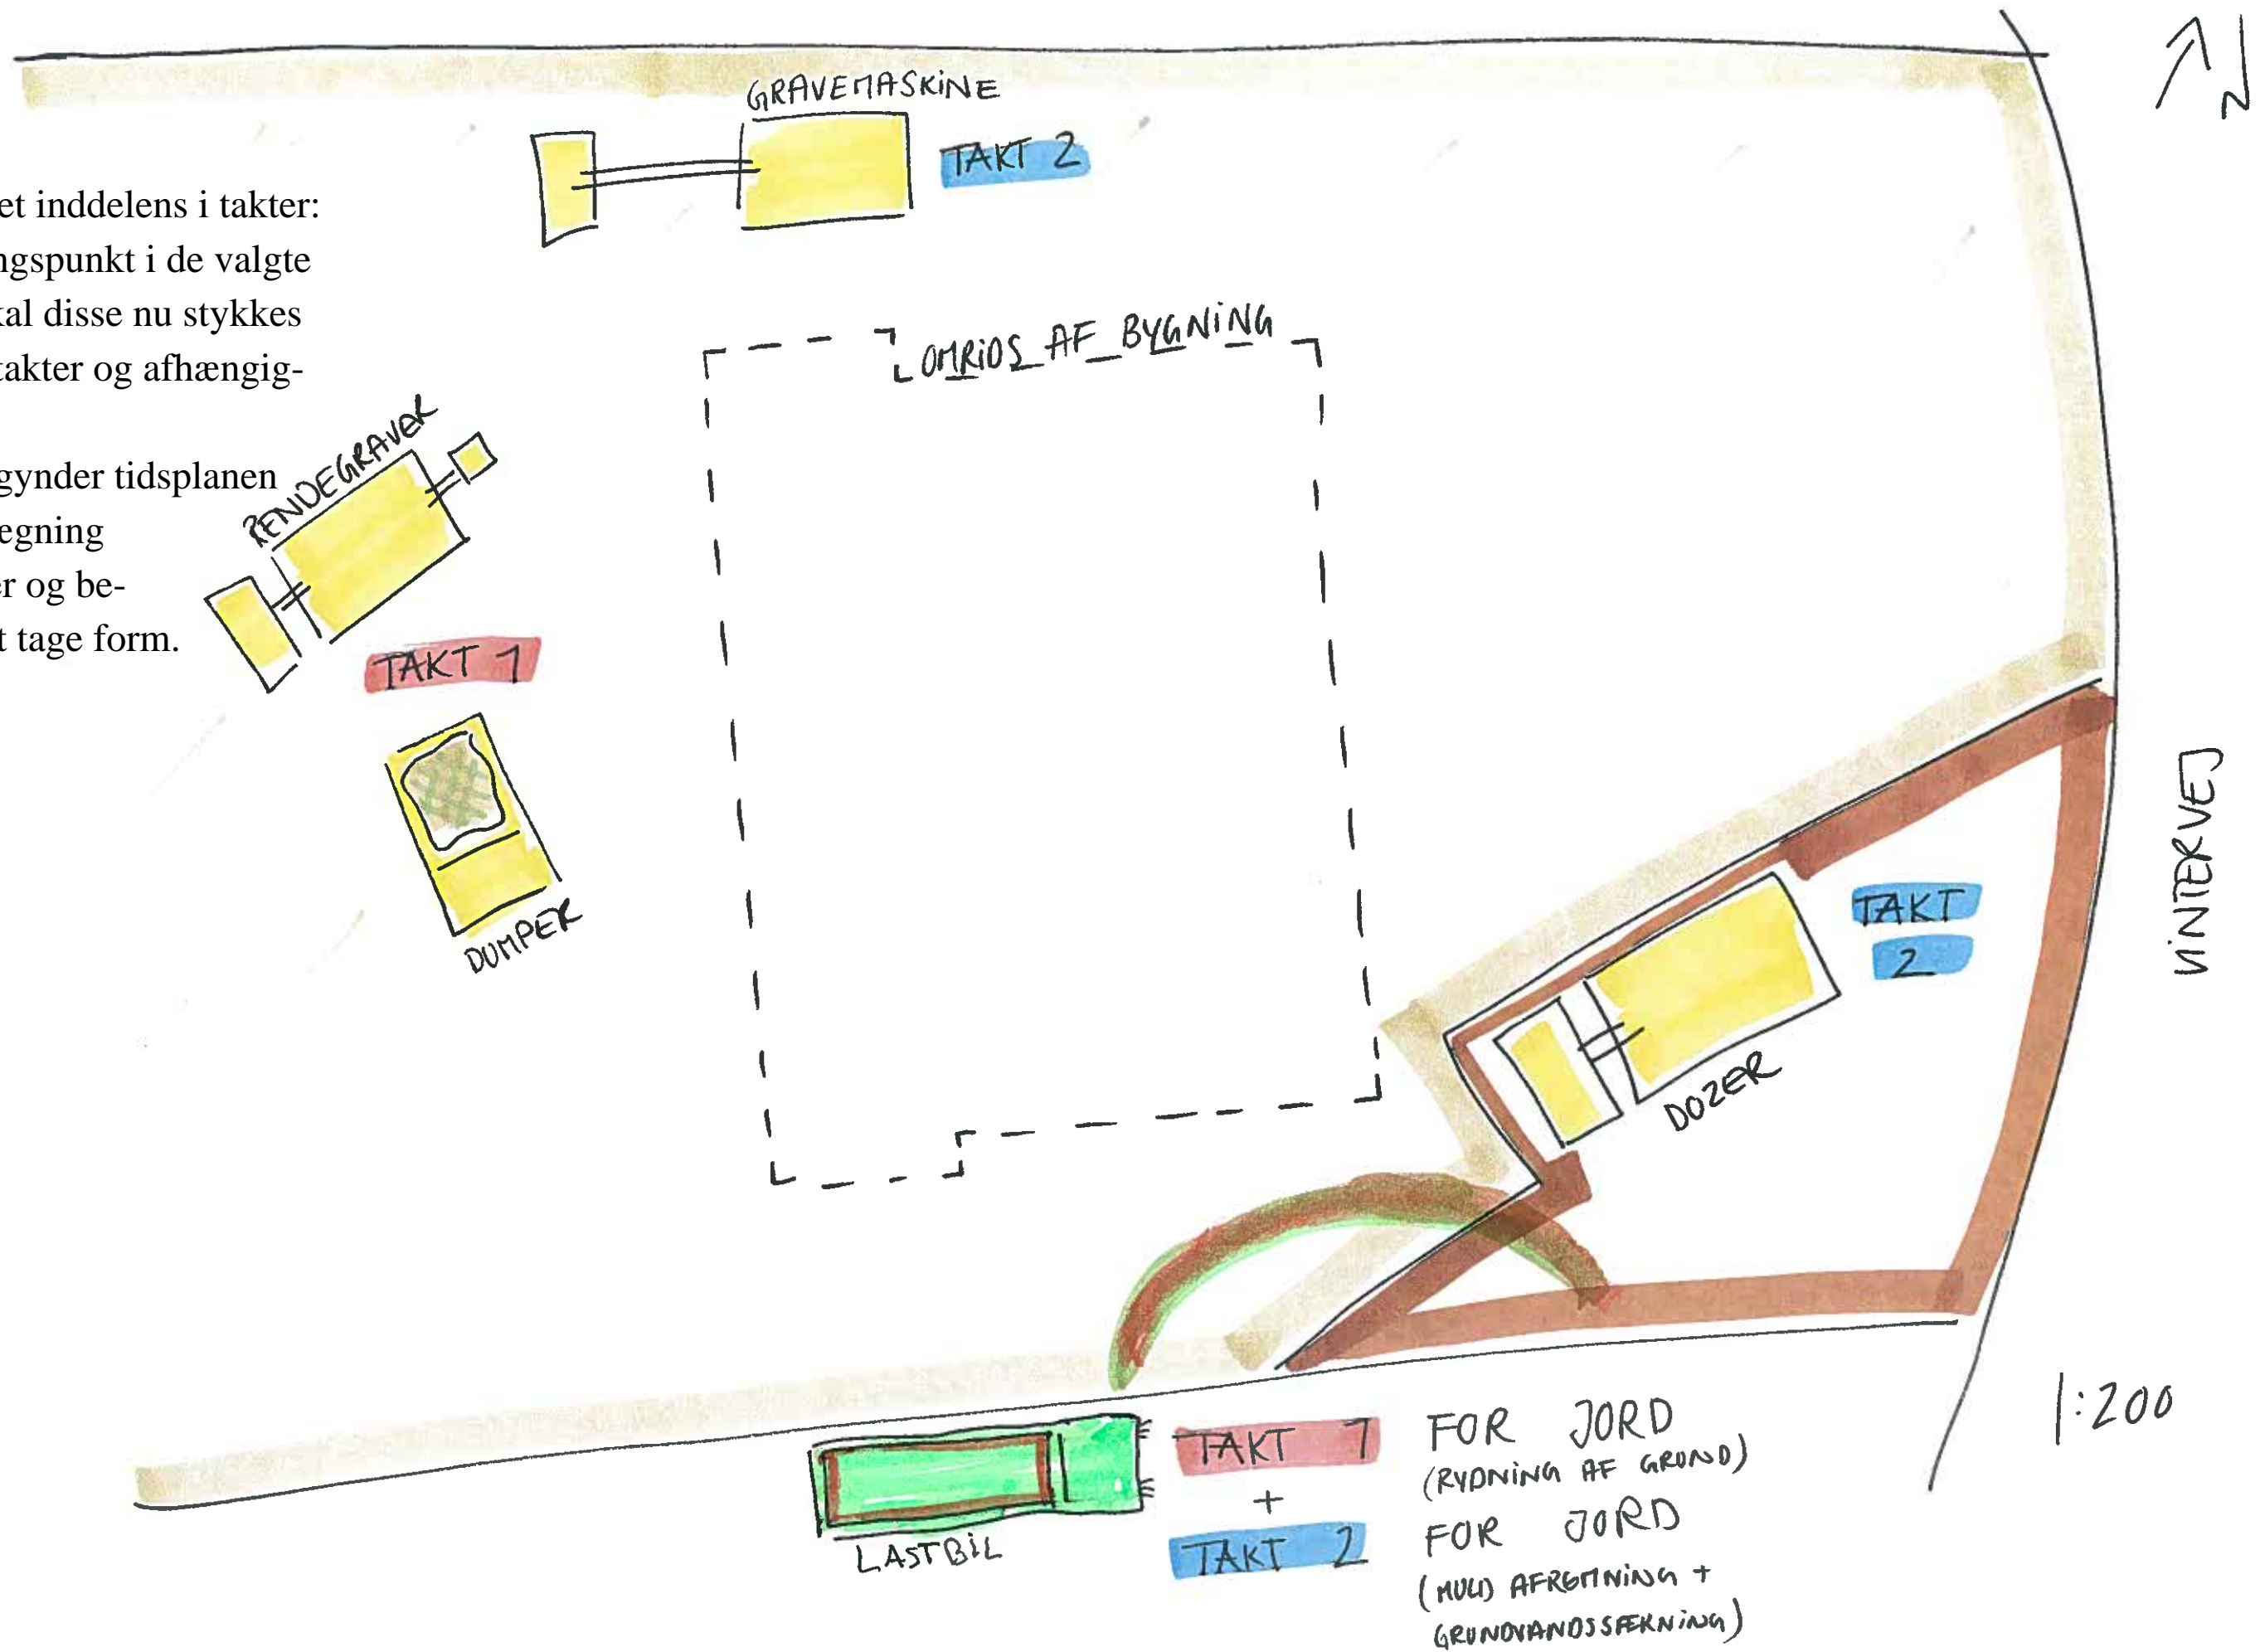 GRAVEMASKINE
TAKT 2
N
et inddelens i takter:
ngspunkt i de valgte
kal disse nu stykkes
takter og afhængig-
gynder tidsplanen
egning
er og be-
t tage form.
OMRIDS AF BYGNING
RENDEGRAVER
TAKT 1
DUMPER
TAKT
2
DOZER
VINTERVEJ
1:200
LASTBIL
TAKT 1
+
TAKT 2
FOR JORD
(RYDNING AF GRUND)
FOR JORD
(MULD AFRØMNING +
GRUNDVANDSSÆKNING)